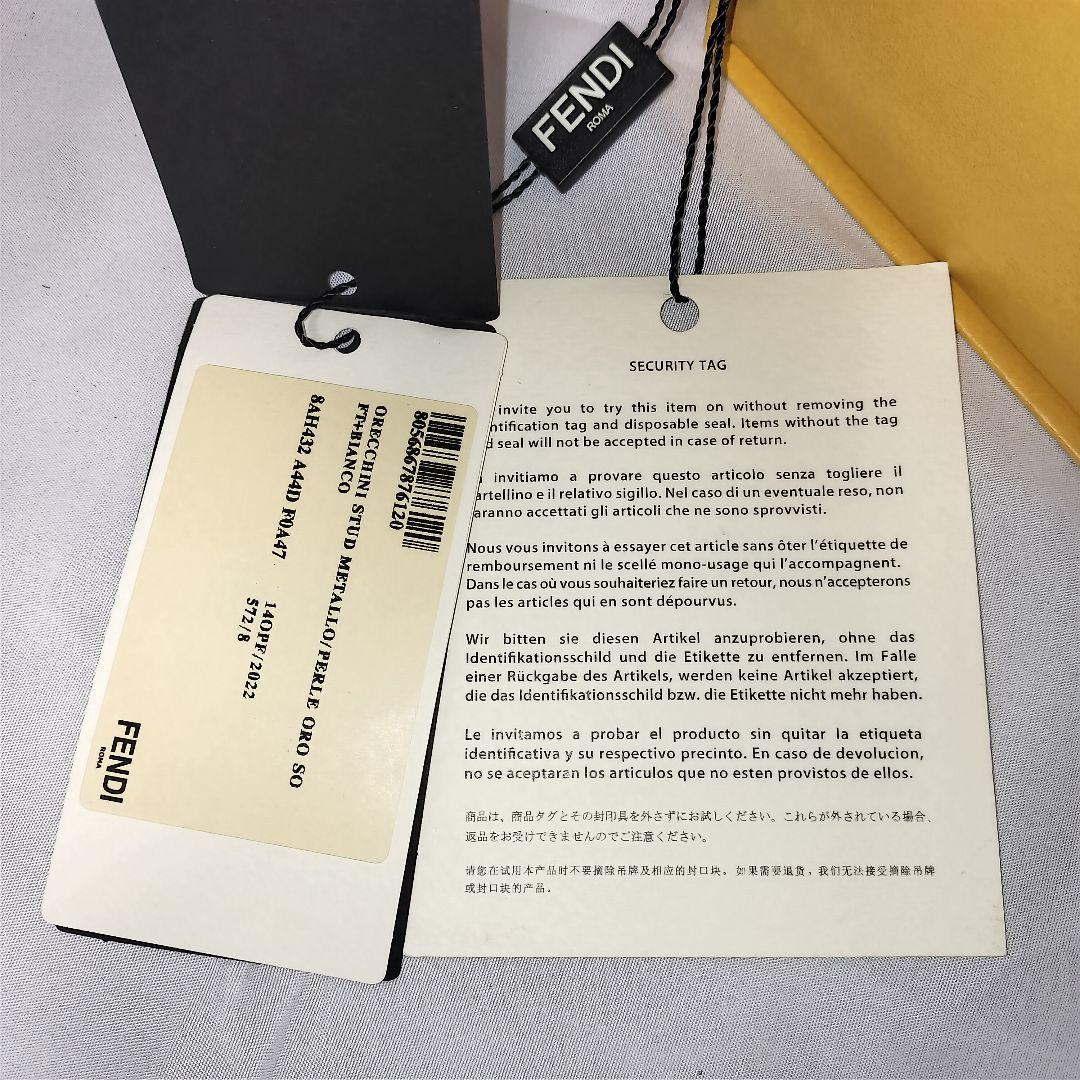 FENDI
ROMA
8056867876120
ORECCHINI STUD METALLO/PERLE ORO SO
FT+BIANCO
8AH432 A44D F0A47
14OPF/2022
572/8
FENDI
ROMA
SECURITY TAG
invite you to try this item on without removing the
ntification tag and disposable seal. Items without the tag
d seal will not be accepted in case of return.
invitiamo a provare questo articolo senza togliere il
artellino e il relativo sigillo. Nel caso di un eventuale reso, non
aranno accettati gli articoli che ne sono sprovvisti.
Nous vous invitons à essayer cet article sans ôter l'étiquette de
remboursement ni le scellé mono-usage qui l'accompagnent.
Dans le cas où vous souhaiteriez faire un retour, nous n'accepterons
pas les articles qui en sont dépourvus.
Wir bitten sie diesen Artikel anzuprobieren, ohne das
Identifikationsschild und die Etikette zu entfernen. Im Falle
einer Rückgabe des Artikels, werden keine Artikel akzeptiert,
die das Identifikationsschild bzw. die Etikette nicht mehr haben.
Le invitamos a probar el producto sin quitar la etiqueta
identificativa y su respectivo precinto. En caso de devolucion,
no se aceptaran los articulos que no esten provistos de ellos.
商品は、商品タグとその封印具を外さずにお試しください。これらが外されている場合、
返品をお受けできませんのでご注意ください。
请您在试用本产品时不要摘除吊牌及相应的封口块。如果需要退货，我们无法接受摘除吊牌
或封口块的产品。